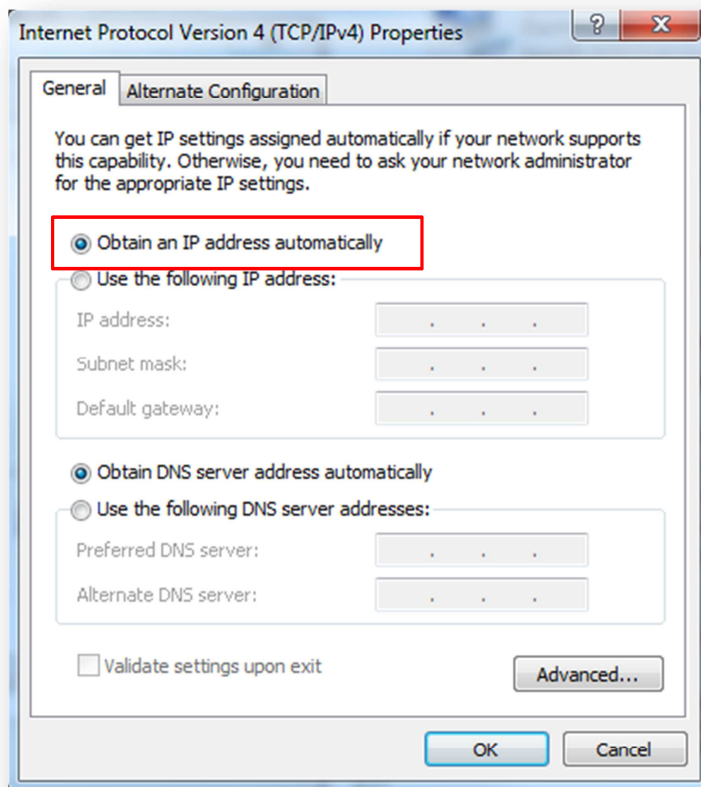 Internet Protocol Version 4 (TCP/IPv4) Properties
?
General
Alternate Configuration
You can get IP settings assigned automatically if your network supports
this capability. Otherwise, you need to ask your network administrator
for the appropriate IP settings.
Obtain an IP address automatically
Use the following IP address:
IP address:
Subnet mask:
Default gateway:
Obtain DNS server address automatically
Use the following DNS server addresses:
Preferred DNS server:
Alternate DNS server:
Validate settings upon exit
Advanced...
OK
Cancel